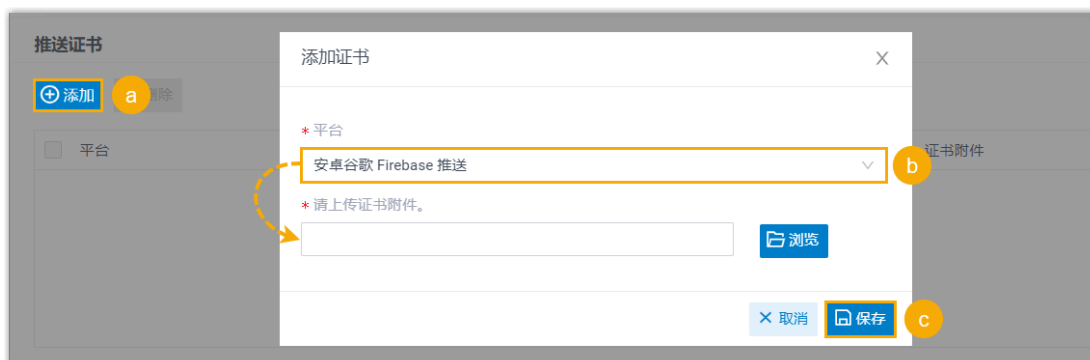 推送证书
添加证书
添加
a
除
* 平台
平台
安卓谷歌 Firebase 推送
b
证书附件
* 请上传证书附件。
浏览
取消
保存
c